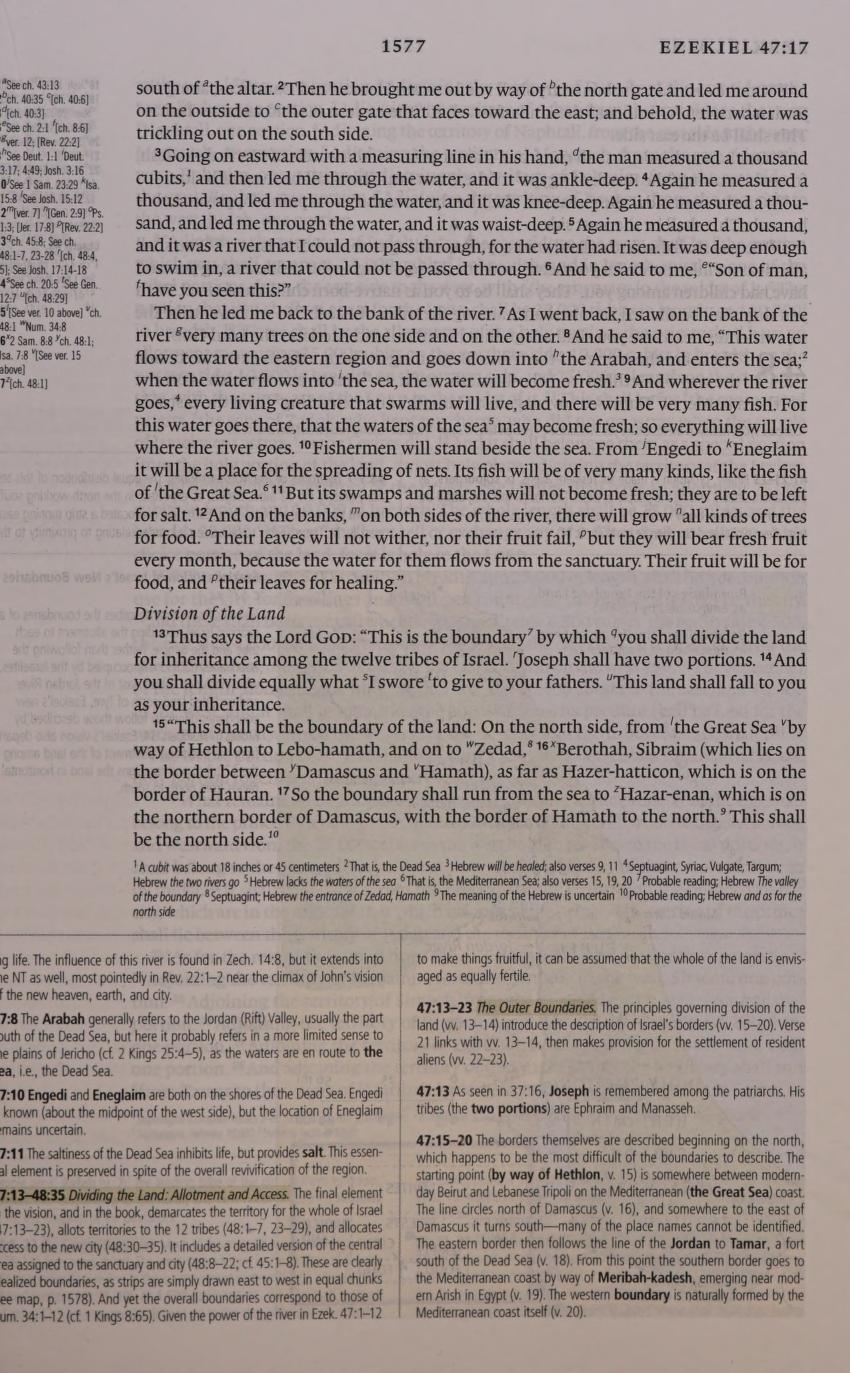 1577
EZEKIEL 47:17
ᵃSee ch. 43:13
ᵇch. 40:35 ᶜ[ch. 40:6]
ᵈ[ch. 40:3]
ᵉSee ch. 2:1 ᶠ[ch. 8:6]
ᵍver. 12; [Rev. 22:2]
ʰSee Deut. 1:1 ⁱDeut.
3:17; 4:49; Josh. 3:16
0ʲSee 1 Sam. 23:29 ᵏIsa.
15:8 ˡSee Josh. 15:12
2ᵐ[ver. 7] ⁿ[Gen. 2:9] ᵒPs.
1:3; [Jer. 17:8] ᵖ[Rev. 22:2]
3ᑫch. 45:8; See ch.
48:1-7, 23-28 ʳ[ch. 48:4,
5]; See Josh. 17:14-18
4ˢSee ch. 20:5 ᵗSee Gen.
12:7 ᵘ[ch. 48:29]
5ˡ[See ver. 10 above] ᵛch.
48:1 ʷNum. 34:8
6ˣ2 Sam. 8:8 ʸch. 48:1;
Isa. 7:8 ᵛ[See ver. 15
above]
7ᶻ[ch. 48:1]
south of ᵃthe altar. ²Then he brought me out by way of ᵇthe north gate and led me around
on the outside to ᶜthe outer gate that faces toward the east; and behold, the water was
trickling out on the south side.
³Going on eastward with a measuring line in his hand, ᵈthe man measured a thousand
cubits,¹ and then led me through the water, and it was ankle-deep. ⁴Again he measured a
thousand, and led me through the water, and it was knee-deep. Again he measured a thou-
sand, and led me through the water, and it was waist-deep. ⁵Again he measured a thousand,
and it was a river that I could not pass through, for the water had risen. It was deep enough
to swim in, a river that could not be passed through. ⁶And he said to me, ᵉ“Son of man,
ᶠhave you seen this?”
Then he led me back to the bank of the river. ⁷As I went back, I saw on the bank of the
river ᵍvery many trees on the one side and on the other. ⁸And he said to me, “This water
flows toward the eastern region and goes down into ʰthe Arabah, and enters the sea;²
when the water flows into ⁱthe sea, the water will become fresh.³ ⁹And wherever the river
goes,⁴ every living creature that swarms will live, and there will be very many fish. For
this water goes there, that the waters of the sea⁵ may become fresh; so everything will live
where the river goes. ¹⁰Fishermen will stand beside the sea. From ʲEngedi to ᵏEneglaim
it will be a place for the spreading of nets. Its fish will be of very many kinds, like the fish
of ˡthe Great Sea.⁶ ¹¹But its swamps and marshes will not become fresh; they are to be left
for salt. ¹²And on the banks, ᵐon both sides of the river, there will grow ⁿall kinds of trees
for food. ᵒTheir leaves will not wither, nor their fruit fail, ᵖbut they will bear fresh fruit
every month, because the water for them flows from the sanctuary. Their fruit will be for
food, and ᵖtheir leaves for healing.”
Division of the Land
¹³Thus says the Lord GOD: “This is the boundary⁷ by which ᑫyou shall divide the land
for inheritance among the twelve tribes of Israel. ʳJoseph shall have two portions. ¹⁴And
you shall divide equally what ˢI swore ᵗto give to your fathers. ᵘThis land shall fall to you
as your inheritance.
¹⁵“This shall be the boundary of the land: On the north side, from ˡthe Great Sea ᵛby
way of Hethlon to Lebo-hamath, and on to ʷZedad,⁸ ¹⁶ˣBerothah, Sibraim (which lies on
the border between ʸDamascus and ᵛHamath), as far as Hazer-hatticon, which is on the
border of Hauran. ¹⁷So the boundary shall run from the sea to ᶻHazar-enan, which is on
the northern border of Damascus, with the border of Hamath to the north.⁹ This shall
be the north side.¹⁰
¹A cubit was about 18 inches or 45 centimeters ²That is, the Dead Sea ³Hebrew will be healed; also verses 9, 11 ⁴Septuagint, Syriac, Vulgate, Targum;
Hebrew the two rivers go ⁵Hebrew lacks the waters of the sea ⁶That is, the Mediterranean Sea; also verses 15, 19, 20 ⁷Probable reading; Hebrew The valley
of the boundary ⁸Septuagint; Hebrew the entrance of Zedad, Hamath ⁹The meaning of the Hebrew is uncertain ¹⁰Probable reading; Hebrew and as for the
north side
g life. The influence of this river is found in Zech. 14:8, but it extends into
e NT as well, most pointedly in Rev. 22:1–2 near the climax of John's vision
f the new heaven, earth, and city.
7:8 The Arabah generally refers to the Jordan (Rift) Valley, usually the part
outh of the Dead Sea, but here it probably refers in a more limited sense to
e plains of Jericho (cf. 2 Kings 25:4–5), as the waters are en route to the
ea, i.e., the Dead Sea.
7:10 Engedi and Eneglaim are both on the shores of the Dead Sea. Engedi
known (about the midpoint of the west side), but the location of Eneglaim
mains uncertain.
7:11 The saltiness of the Dead Sea inhibits life, but provides salt. This essen-
al element is preserved in spite of the overall revivification of the region.
7:13–48:35 Dividing the Land: Allotment and Access. The final element
the vision, and in the book, demarcates the territory for the whole of Israel
47:13–23), allots territories to the 12 tribes (48:1–7, 23–29), and allocates
ccess to the new city (48:30–35). It includes a detailed version of the central
ea assigned to the sanctuary and city (48:8–22; cf. 45:1–8). These are clearly
ealized boundaries, as strips are simply drawn east to west in equal chunks
ee map, p. 1578). And yet the overall boundaries correspond to those of
um. 34:1–12 (cf. 1 Kings 8:65). Given the power of the river in Ezek. 47:1–12
to make things fruitful, it can be assumed that the whole of the land is envis-
aged as equally fertile.
47:13–23 The Outer Boundaries. The principles governing division of the
land (vv. 13–14) introduce the description of Israel's borders (vv. 15–20). Verse
21 links with vv. 13–14, then makes provision for the settlement of resident
aliens (vv. 22–23).
47:13 As seen in 37:16, Joseph is remembered among the patriarchs. His
tribes (the two portions) are Ephraim and Manasseh.
47:15–20 The borders themselves are described beginning on the north,
which happens to be the most difficult of the boundaries to describe. The
starting point (by way of Hethlon, v. 15) is somewhere between modern-
day Beirut and Lebanese Tripoli on the Mediterranean (the Great Sea) coast.
The line circles north of Damascus (v. 16), and somewhere to the east of
Damascus it turns south—many of the place names cannot be identified.
The eastern border then follows the line of the Jordan to Tamar, a fort
south of the Dead Sea (v. 18). From this point the southern border goes to
the Mediterranean coast by way of Meribah-kadesh, emerging near mod-
ern Arish in Egypt (v. 19). The western boundary is naturally formed by the
Mediterranean coast itself (v. 20).